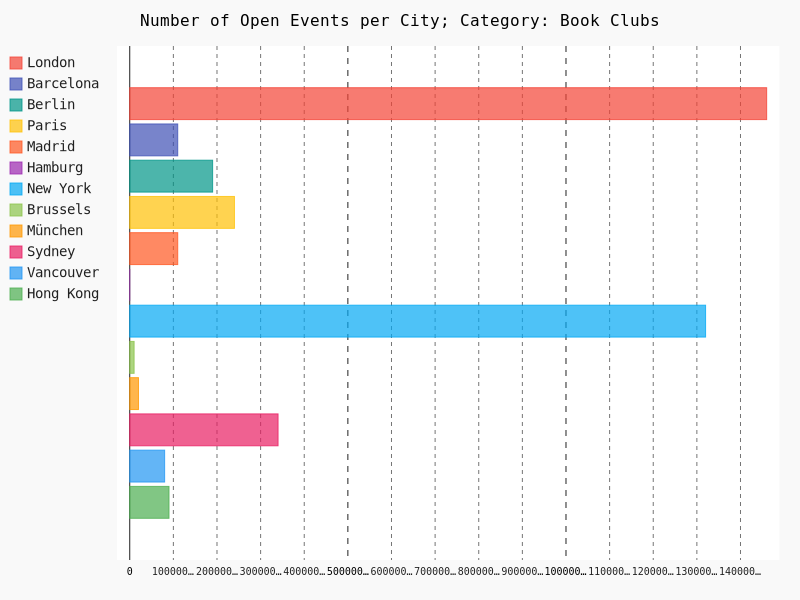 Number of Open Events per City; Category: Book Clubs
London
Barcelona
Berlin
Paris
Madrid
Hamburg
New York
Brussels
München
Sydney
Vancouver
Hong Kong
0 100000… 200000… 300000… 400000… 500000… 600000… 700000… 800000… 900000… 100000… 110000… 120000… 130000… 140000…